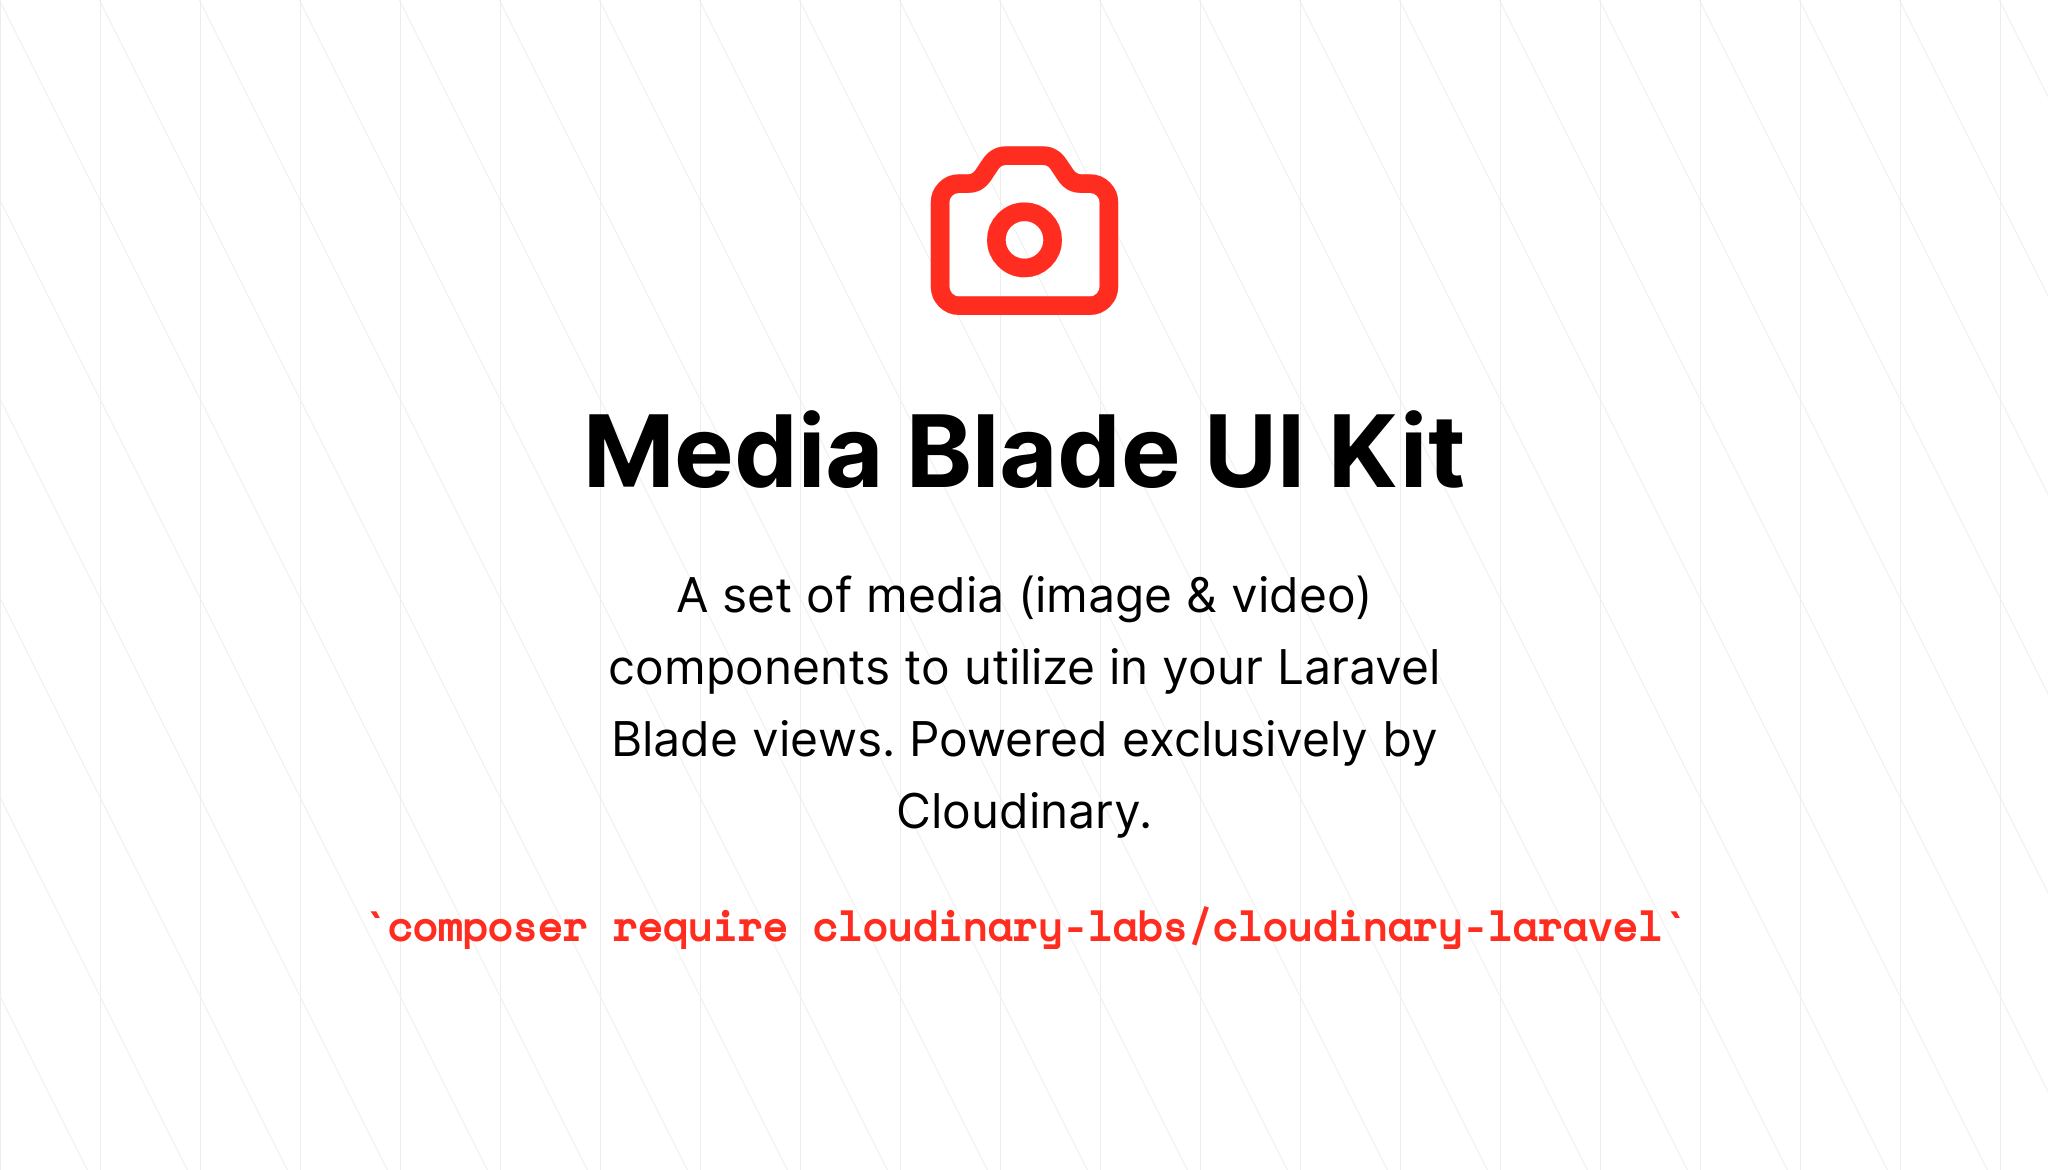 Media Blade UI Kit
A set of media (image & video)
components to utilize in your Laravel
Blade views. Powered exclusively by
Cloudinary.
`composer require cloudinary-labs/cloudinary-laravel`